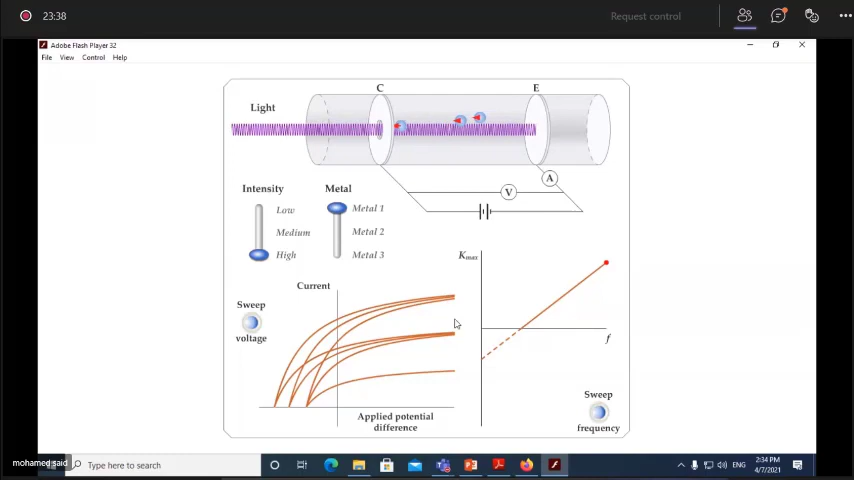 23:38
Request control
Adobe Flash Player 32
File View Control Help
C E
Light
A
V
Intensity Metal
Low Metal 1
Medium Metal 2
High Metal 3
Kmax
Current
Sweep
voltage
f
Sweep
frequency
Applied potential
difference
mohamed said
Type here to search
ENG
2:34 PM
4/7/2021